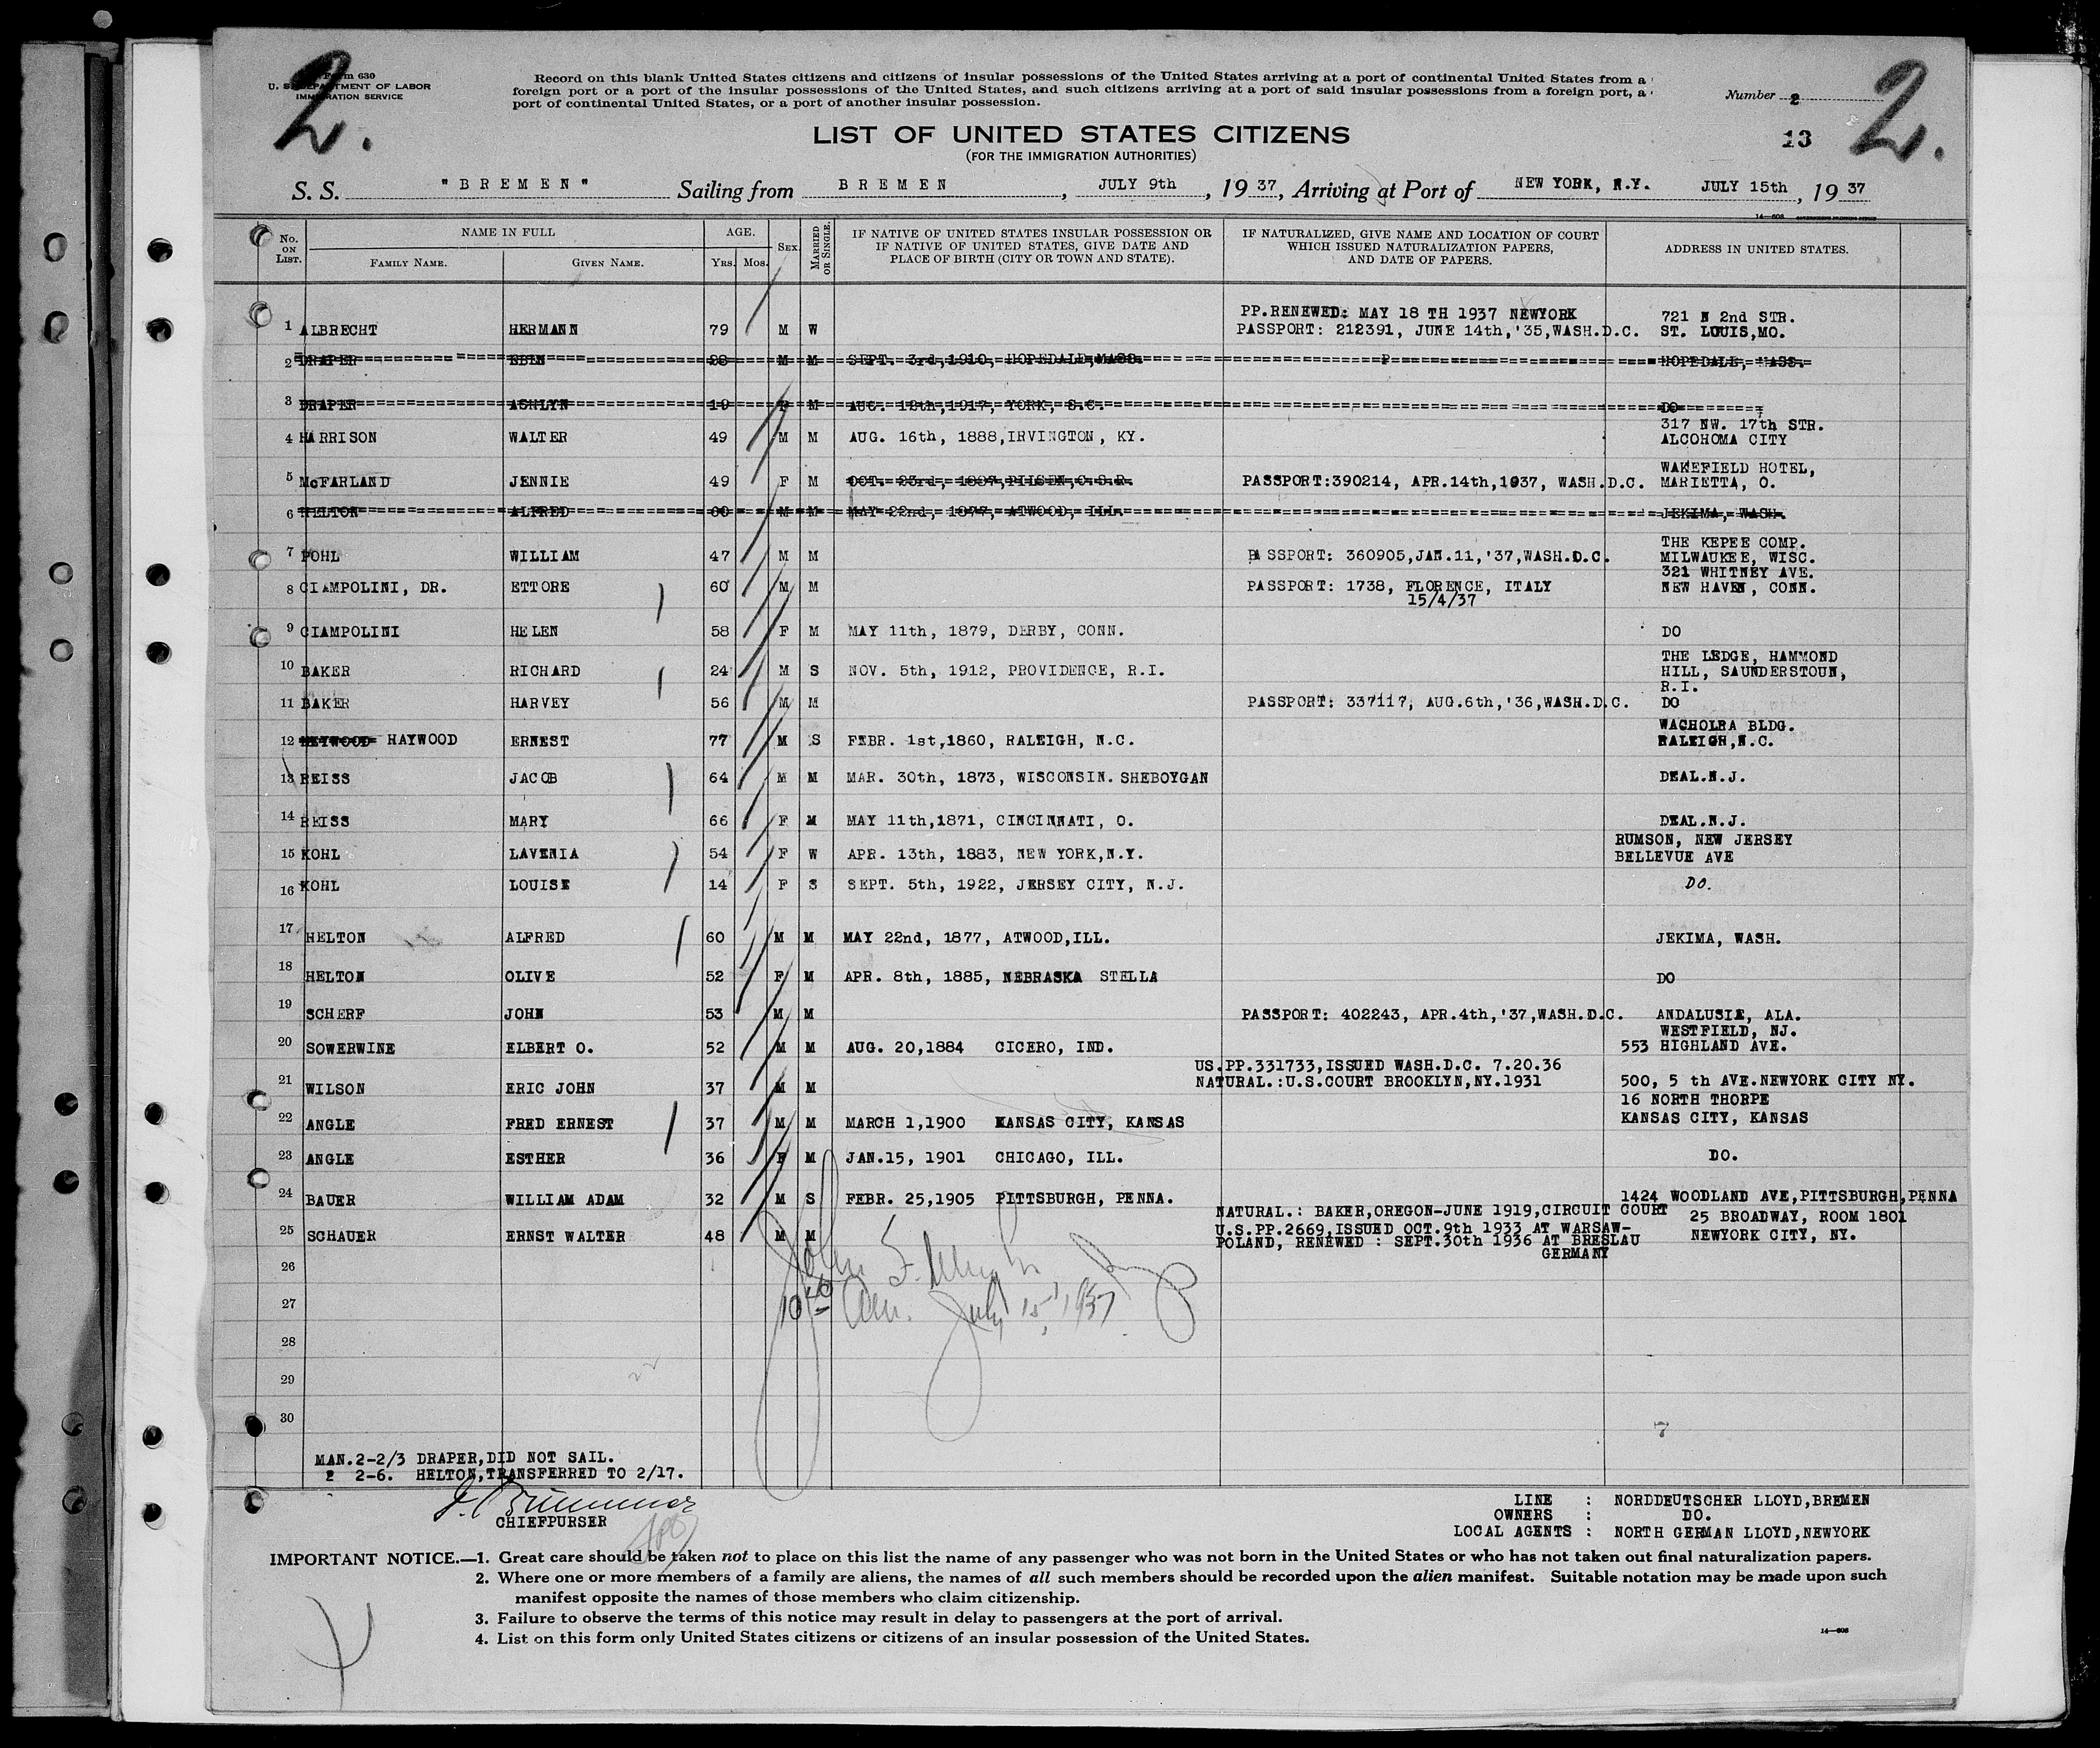 2.
Form 630
U. S. DEPARTMENT OF LABOR
IMMIGRATION SERVICE
Record on this blank United States citizens and citizens of insular possessions of the United States arriving at a port of continental United States from a
foreign port or a port of the insular possessions of the United States, and such citizens arriving at a port of said insular possessions from a foreign port, a
port of continental United States, or a port of another insular possession.
Number 2
2.
13
LIST OF UNITED STATES CITIZENS
(FOR THE IMMIGRATION AUTHORITIES)
S. S. "BREMEN" Sailing from BREMEN, JULY 9th, 19 37, Arriving at Port of NEW YORK, N.Y. JULY 15th, 19 37
14—608
No. ON LIST. NAME IN FULL AGE. SEX MARRIED OR SINGLE. IF NATIVE OF UNITED STATES INSULAR POSSESSION OR IF NATIVE OF UNITED STATES, GIVE DATE AND PLACE OF BIRTH (CITY OR TOWN AND STATE). IF NATURALIZED, GIVE NAME AND LOCATION OF COURT WHICH ISSUED NATURALIZATION PAPERS, AND DATE OF PAPERS. ADDRESS IN UNITED STATES.
FAMILY NAME. GIVEN NAME. YRS. MOS.
PP.RENEWED: MAY 18 TH 1937 NEWYORK 721 N 2nd STR.
1 ALBRECHT HERMANN 79 M W PASSPORT: 212391, JUNE 14th,'35,WASH.D.C. ST. LOUIS,MO.
2 DRAPER EBEN 28 M M SEPT. 3rd,1910, HOPEDALE,MASS. P HOPEDALE, MASS.
3 DRAPER ASHLYN 19 F M AUG. 12th,1917, YORK, S.C. DO
317 NW. 17th STR.
4 HARRISON WALTER 49 M M AUG. 16th, 1888,IRVINGTON, KY. ALCOHOMA CITY
WAKEFIELD HOTEL,
5 McFARLAND JENNIE 49 F M OCT. 23rd, 1887,PILSEN,C.S.R. PASSPORT:390214, APR.14th,1937, WASH.D.C. MARIETTA, O.
6 HELTON ALFRED 60 M M MAY 22nd, 1877, ATWOOD, ILL. JEKIMA, WASH.
THE KEPEE COMP.
7 POHL WILLIAM 47 M M PASSPORT: 360905,JAN.11,'37,WASH.D.C. MILWAUKEE, WISC.
321 WHITNEY AVE.
8 CIAMPOLINI, DR. ETTORE 60 M M PASSPORT: 1738, FLORENCE, ITALY NEW HAVEN, CONN.
15/4/37
9 CIAMPOLINI HELEN 58 F M MAY 11th, 1879, DERBY, CONN. DO
THE LEDGE, HAMMOND
10 BAKER RICHARD 24 M S NOV. 5th, 1912, PROVIDENCE, R.I. HILL, SAUNDERSTOUN,
R.I.
11 BAKER HARVEY 56 M M PASSPORT: 337117, AUG.6th,'36,WASH.D.C. DO
WACHOLRA BLDG.
12 HEYWOOD HAYWOOD ERNEST 77 M S FEBR. 1st,1860, RALEIGH, N.C. RALEIGH,N.C.
13 REISS JACOB 64 M M MAR. 30th, 1873, WISCONSIN. SHEBOYGAN DEAL.N.J.
14 REISS MARY 66 F M MAY 11th,1871, CINCINNATI, O. DEAL.N.J.
RUMSON, NEW JERSEY
15 KOHL LAVENIA 54 F W APR. 13th, 1883, NEW YORK,N.Y. BELLEVUE AVE
16 KOHL LOUISE 14 F S SEPT. 5th, 1922, JERSEY CITY, N.J. DO.
17 HELTON ALFRED 60 M M MAY 22nd, 1877, ATWOOD,ILL. JEKIMA, WASH.
18 HELTON OLIVE 52 F M APR. 8th, 1885, NEBRASKA STELLA DO
19 SCHERF JOHN 53 M M PASSPORT: 402243, APR.4th,'37,WASH.D.C. ANDALUSIE, ALA.
WESTFIELD, NJ.
20 SOWERWINE ELBERT O. 52 M M AUG. 20,1884 CICERO, IND. 553 HIGHLAND AVE.
US.PP.331733,ISSUED WASH.D.C. 7.20.36
21 WILSON ERIC JOHN 37 M M NATURAL.:U.S.COURT BROOKLYN,NY.1931 500, 5 th AVE.NEWYORK CITY NY.
16 NORTH THORPE
22 ANGLE FRED ERNEST 37 M M MARCH 1,1900 KANSAS CITY, KANSAS KANSAS CITY, KANSAS
23 ANGLE ESTHER 36 F M JAN.15, 1901 CHICAGO, ILL. DO.
24 BAUER WILLIAM ADAM 32 M S FEBR. 25,1905 PITTSBURGH, PENNA. 1424 WOODLAND AVE,PITTSBURGH,PENNA
NATURAL.: BAKER,OREGON-JUNE 1919,CIRCUIT COURT 25 BROADWAY, ROOM 1801
25 SCHAUER ERNST WALTER 48 M M U.S.PP.2669,ISSUED OCT.9th 1933 AT WARSAW- NEWYORK CITY, NY.
POLAND, RENEWED : SEPT.30th 1936 AT BRESLAU
GERMANY
26 John F.
27 10 40 am. July 15, 1937
28
29
30
7
MAN.2-2/3 DRAPER,DID NOT SAIL.
2 2-6. HELTON,TRANSFERRED TO 2/17.
CHIEFPURSER
LINE : NORDDEUTSCHER LLOYD,BREMEN
OWNERS : DO.
LOCAL AGENTS : NORTH GERMAN LLOYD,NEWYORK
IMPORTANT NOTICE.—1. Great care should be taken not to place on this list the name of any passenger who was not born in the United States or who has not taken out final naturalization papers.
2. Where one or more members of a family are aliens, the names of all such members should be recorded upon the alien manifest. Suitable notation may be made upon such
manifest opposite the names of those members who claim citizenship.
3. Failure to observe the terms of this notice may result in delay to passengers at the port of arrival.
4. List on this form only United States citizens or citizens of an insular possession of the United States.
14—608